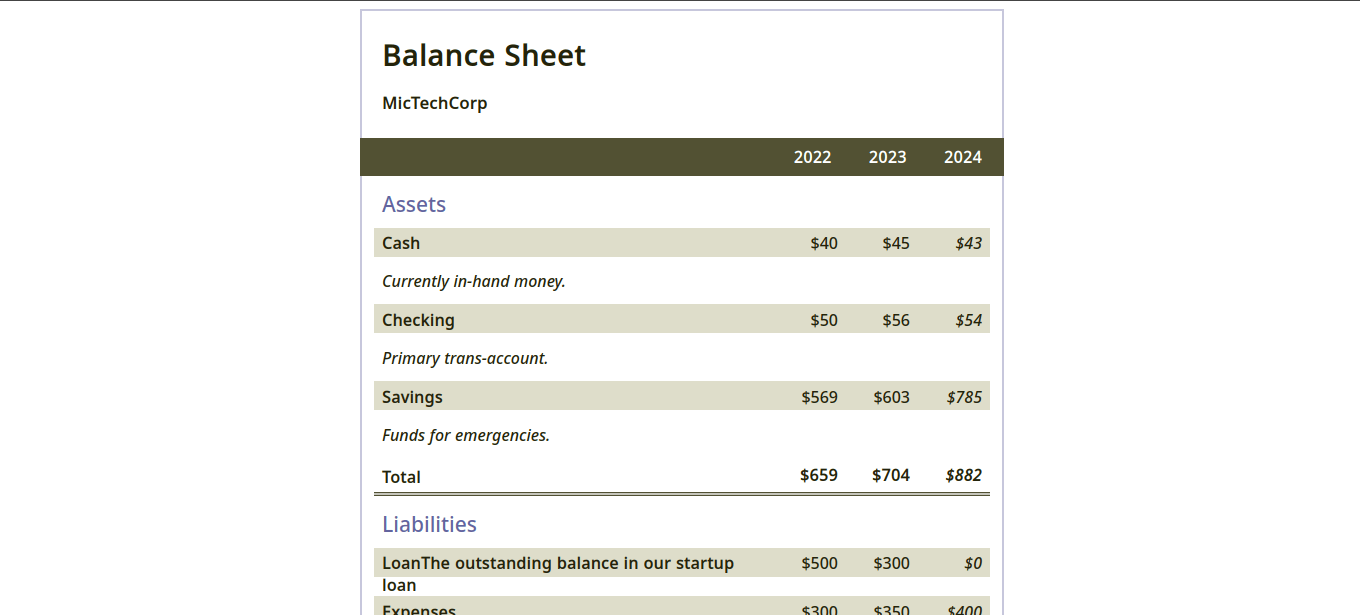 Balance Sheet
MicTechCorp
2022 2023 2024
Assets
Cash $40 $45 $43
Currently in-hand money.
Checking $50 $56 $54
Primary trans-account.
Savings $569 $603 $785
Funds for emergencies.
Total $659 $704 $882
Liabilities
LoanThe outstanding balance in our startup $500 $300 $0
loan
Expenses $300 $350 $400